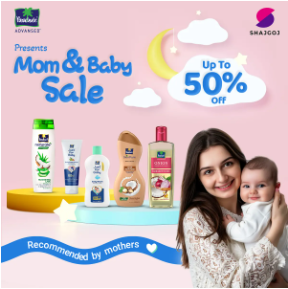 Parachute
ADVANSED
SHAJGOJ
Presents
Mom & Baby
Sale
Up To
50%
Off
Recommended by mothers